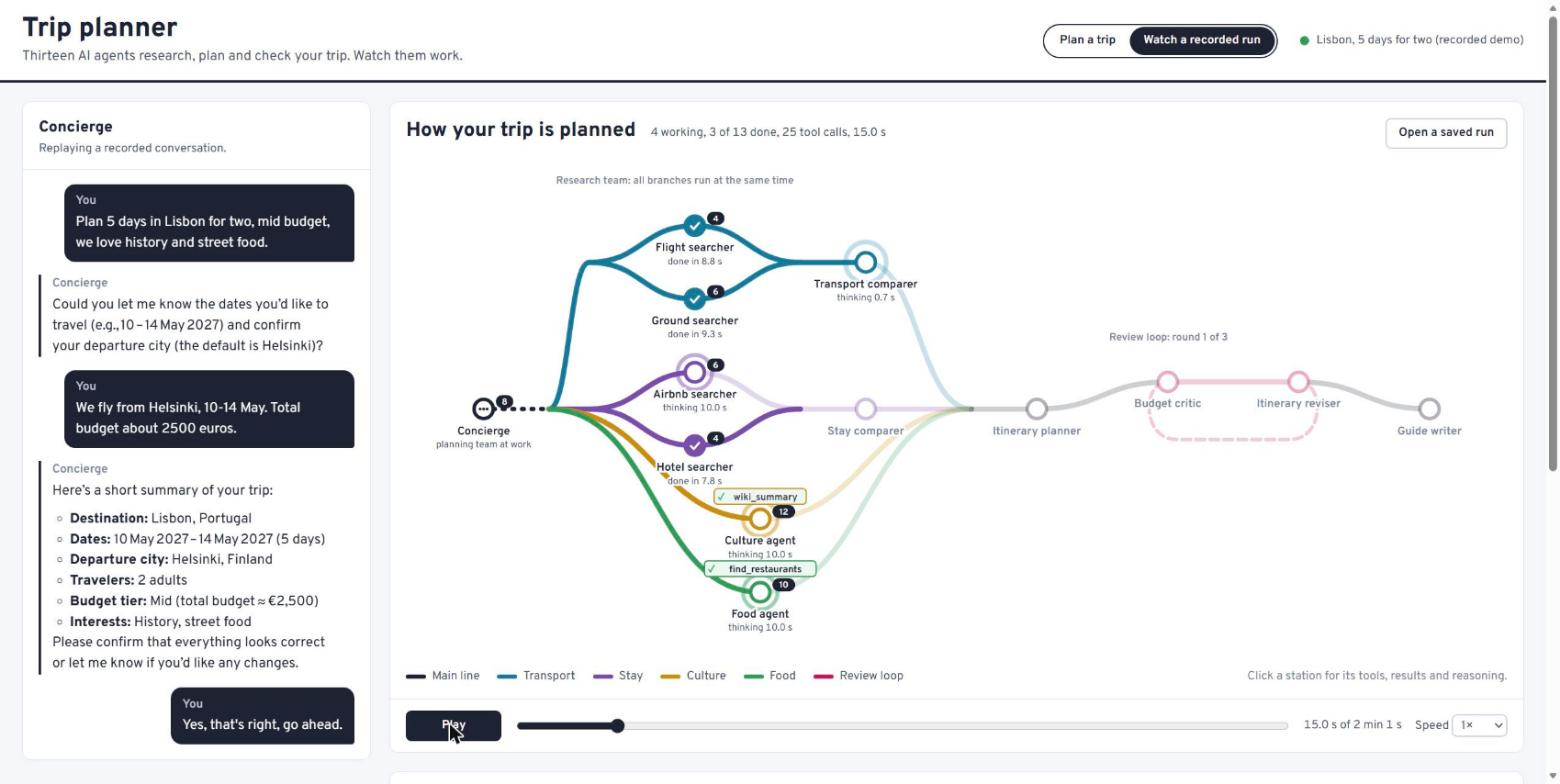 Trip planner
Thirteen AI agents research, plan and check your trip. Watch them work.
Plan a trip
Watch a recorded run
Lisbon, 5 days for two (recorded demo)
Concierge
Replaying a recorded conversation.
You
Plan 5 days in Lisbon for two, mid budget,
we love history and street food.
Concierge
Could you let me know the dates you'd like to
travel (e.g., 10–14 May 2027) and confirm
your departure city (the default is Helsinki)?
You
We fly from Helsinki, 10-14 May. Total
budget about 2500 euros.
Concierge
Here's a short summary of your trip:
Destination: Lisbon, Portugal
Dates: 10 May 2027–14 May 2027 (5 days)
Departure city: Helsinki, Finland
Travelers: 2 adults
Budget tier: Mid (total budget ≈ €2,500)
Interests: History, street food
Please confirm that everything looks correct
or let me know if you'd like any changes.
You
Yes, that's right, go ahead.
How your trip is planned
4 working, 3 of 13 done, 25 tool calls, 15.0 s
Open a saved run
Research team: all branches run at the same time
4
Flight searcher
done in 8.8 s
6
Ground searcher
done in 9.3 s
Transport comparer
thinking 0.7 s
6
Airbnb searcher
thinking 10.0 s
8
Concierge
planning team at work
4
Hotel searcher
done in 7.8 s
Stay comparer
Itinerary planner
Review loop: round 1 of 3
Budget critic
Itinerary reviser
Guide writer
wiki_summary
12
Culture agent
thinking 10.0 s
find_restaurants
10
Food agent
thinking 10.0 s
Main line
Transport
Stay
Culture
Food
Review loop
Click a station for its tools, results and reasoning.
Play
15.0 s of 2 min 1 s
Speed
1×